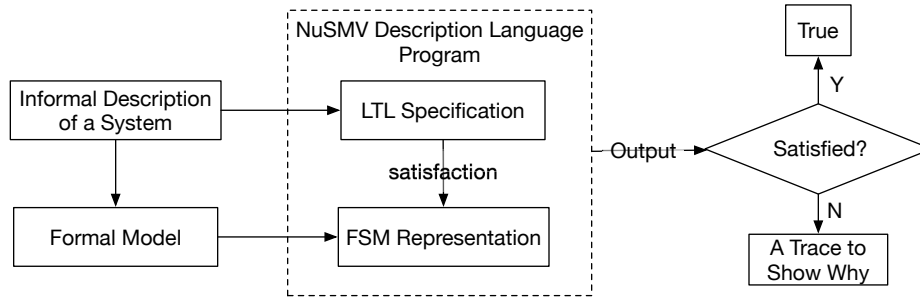 NuSMV Description Language
Program
Informal Description
of a System
LTL Specification
satisfaction
Formal Model
FSM Representation
Output
True
Y
Satisfied?
N
A Trace to
Show Why